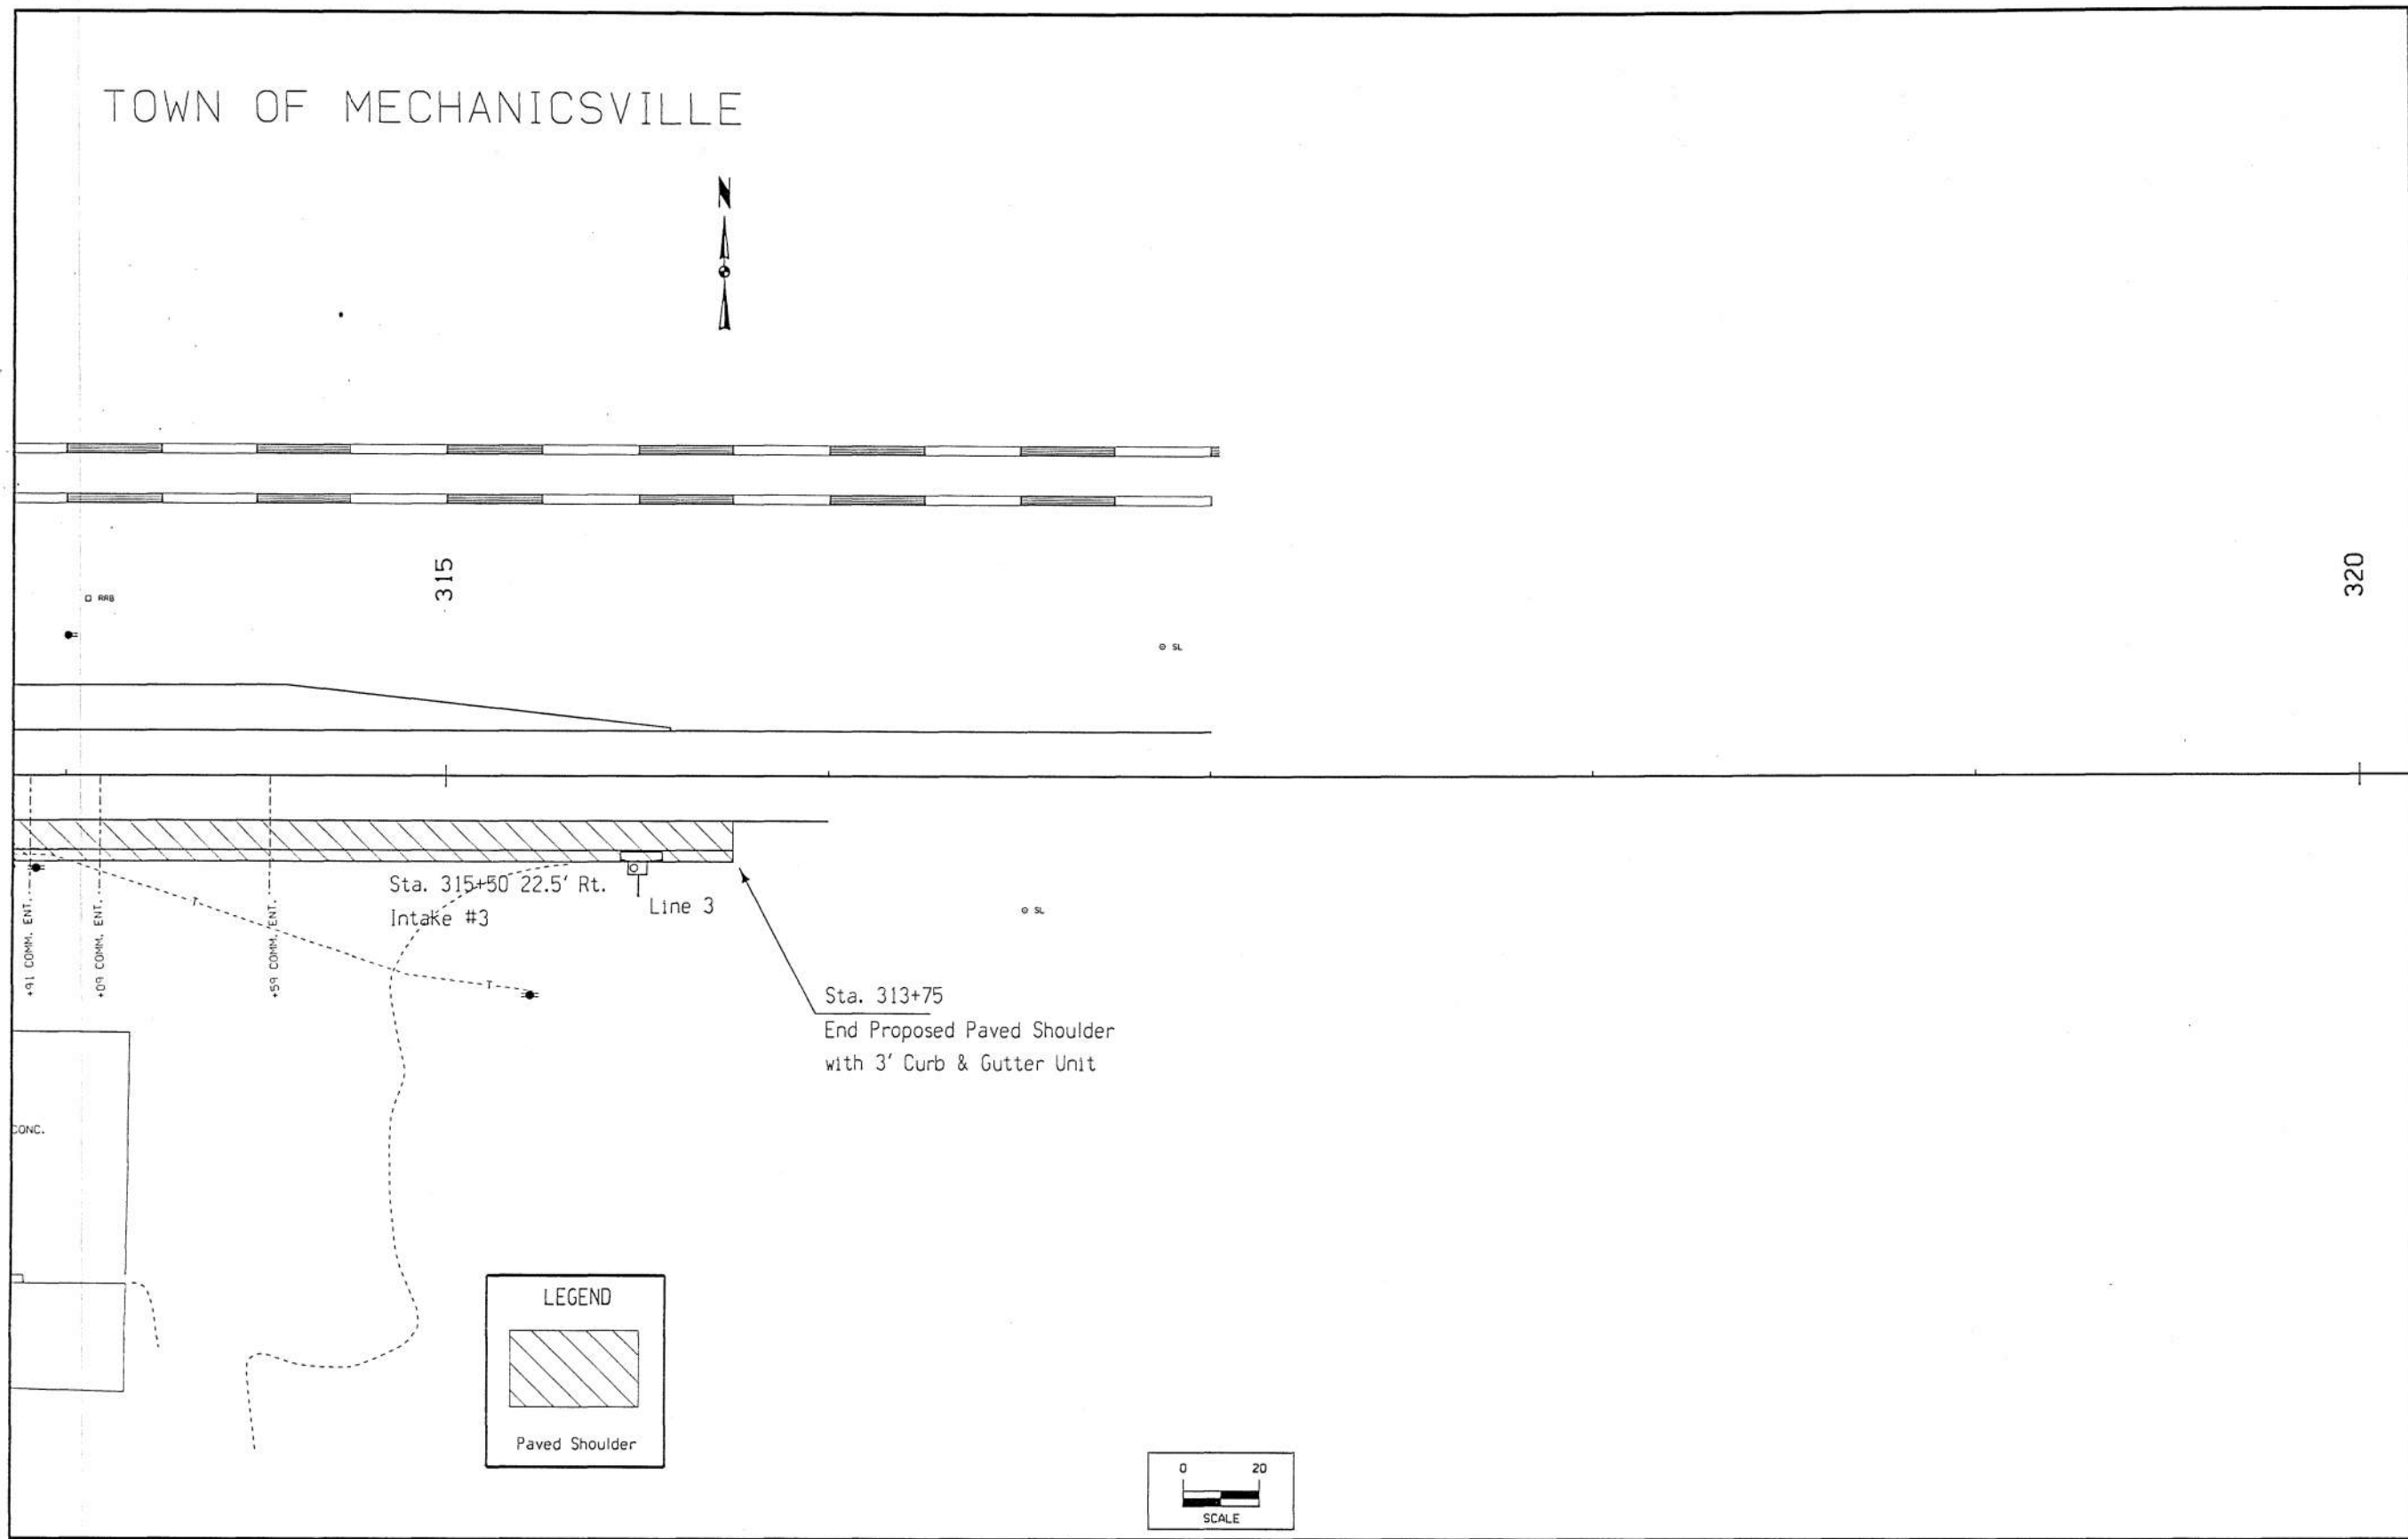 TOWN OF MECHANICSVILLE
N
315
320
RRB
SL
Sta. 315+50 22.5' Rt.
Intake #3
Line 3
SL
+91 COMM. ENT.
+09 COMM. ENT.
+59 COMM. ENT.
T
T
Sta. 313+75
End Proposed Paved Shoulder
with 3' Curb & Gutter Unit
CONC.
LEGEND
Paved Shoulder
0 20
SCALE